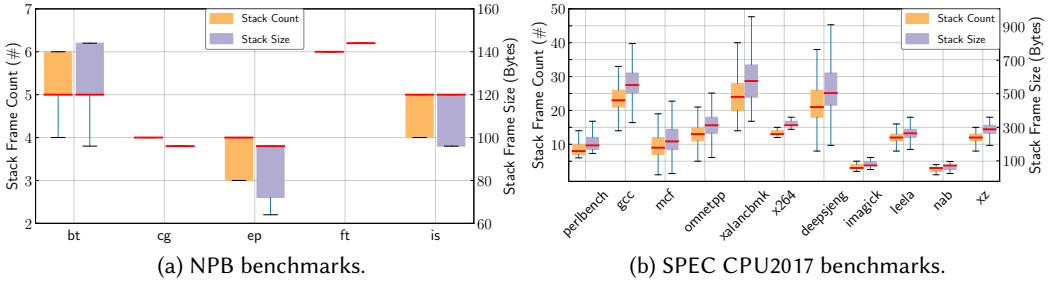 7
6
5
4
3
2
Stack Frame Count (#)
Stack Count
Stack Size
160
140
120
100
80
60
Stack Frame Size (Bytes)
bt
cg
ep
ft
is
(a) NPB benchmarks.
50
40
30
20
10
Stack Frame Count (#)
Stack Count
Stack Size
900
700
500
300
100
Stack Frame Size (Bytes)
perlbench
gcc
mcf
omnetpp
xalancbmk
x264
deepsjeng
imagick
leela
nab
xz
(b) SPEC CPU2017 benchmarks.